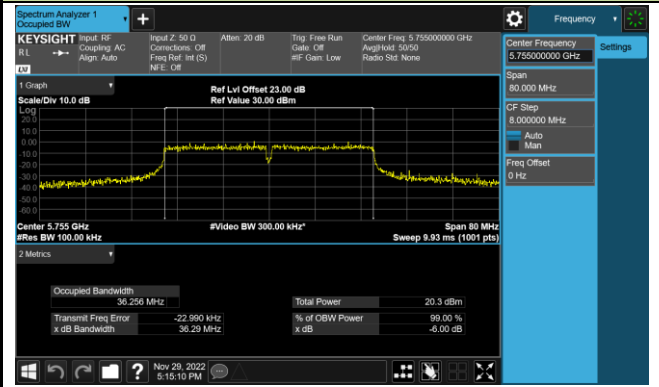 Spectrum Analyzer 1
Occupied BW
Frequency
KEYSIGHT
RL
Input: RF
Coupling: AC
Align: Auto
Input Z: 50 Ω
Corrections: Off
Freq Ref: Int (S)
NFE: Off
Atten: 20 dB
Trig: Free Run
Gate: Off
#IF Gain: Low
Center Freq: 5.755000000 GHz
Avg|Hold: 50/50
Radio Std: None
LXI
1 Graph
Scale/Div 10.0 dB
Ref Lvl Offset 23.00 dB
Ref Value 30.00 dBm
Log
20.0
10.0
0.00
-10.0
-20.0
-30.0
-40.0
-50.0
-60.0
Center 5.755 GHz
#Res BW 100.00 kHz
#Video BW 300.00 kHz*
Span 80 MHz
Sweep 9.93 ms (1001 pts)
2 Metrics
Occupied Bandwidth
36.256 MHz
Total Power 20.3 dBm
Transmit Freq Error -22.990 kHz
% of OBW Power 99.00 %
x dB Bandwidth 36.29 MHz
x dB -6.00 dB
Center Frequency
5.755000000 GHz
Settings
Span
80.000 MHz
CF Step
8.000000 MHz
Auto
Man
Freq Offset
0 Hz
?
Nov 29, 2022
5:15:10 PM